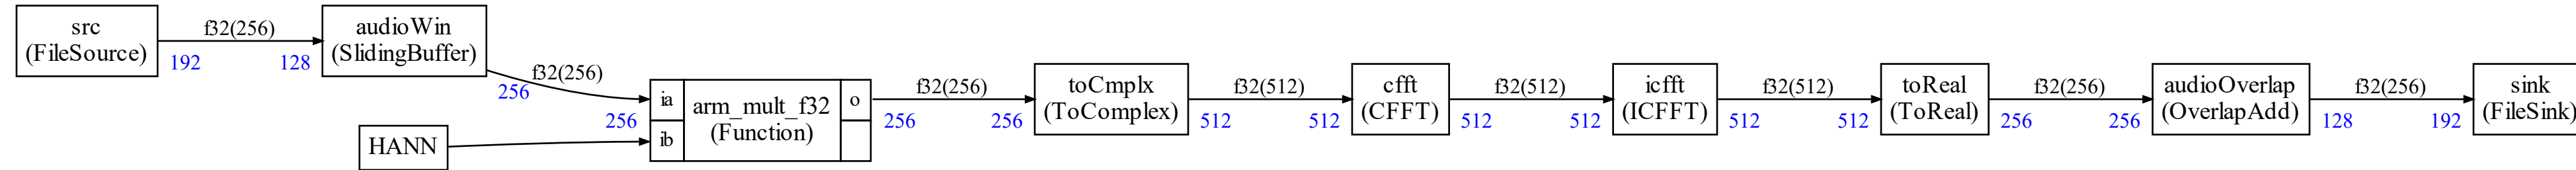 src
(FileSource)
f32(256)
192
128
audioWin
(SlidingBuffer)
f32(256)
256
256
HANN
ia
ib
arm_mult_f32
(Function)
o
f32(256)
256
256
toCmplx
(ToComplex)
f32(512)
512
512
cfft
(CFFT)
f32(512)
512
512
icfft
(ICFFT)
f32(512)
512
512
toReal
(ToReal)
f32(256)
256
256
audioOverlap
(OverlapAdd)
f32(256)
128
192
sink
(FileSink)